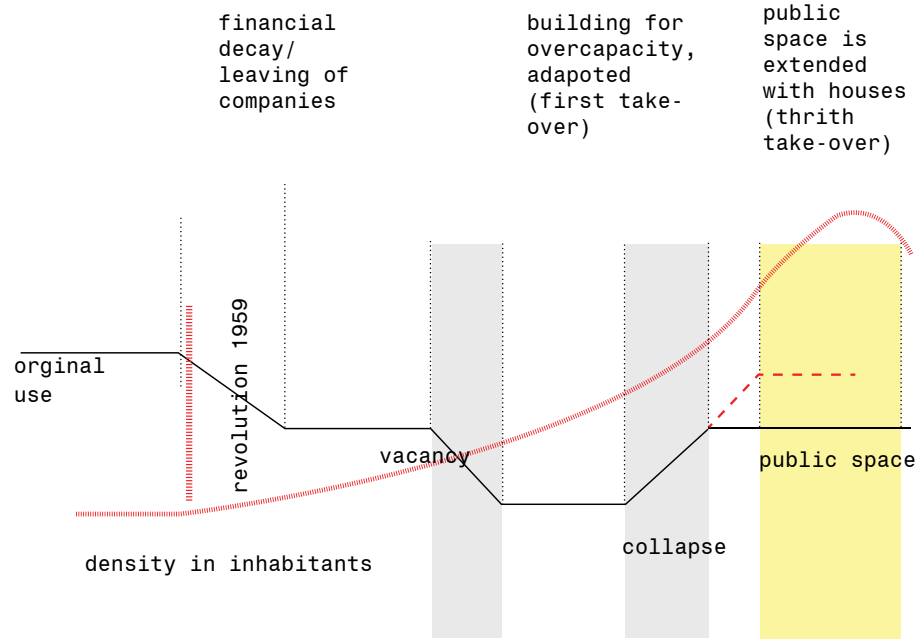 financial
decay/
leaving of
companies
building for
overcapacity,
adapoted
(first take-
over)
public
space is
extended
with houses
(thrith
take-over)
orginal
use
revolution 1959
vacancy
public space
collapse
density in inhabitants